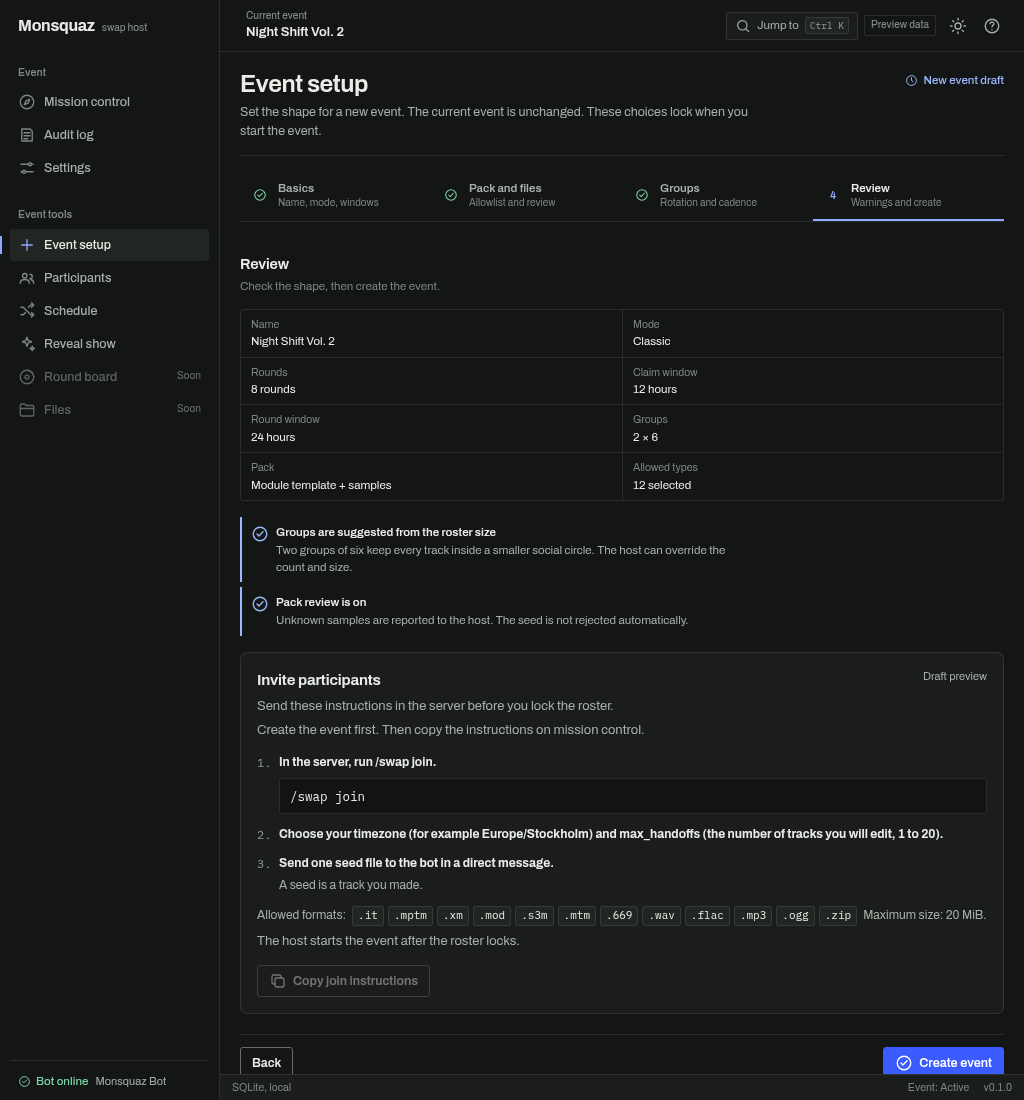 Monsquaz swap host
Event
Mission control
Audit log
Settings
Event tools
Event setup
Participants
Schedule
Reveal show
Round board Soon
Files Soon
Bot online Monsquaz Bot
Current event
Night Shift Vol. 2
Jump to Ctrl K
Preview data
Event setup
New event draft
Set the shape for a new event. The current event is unchanged. These choices lock when you
start the event.
Basics
Name, mode, windows
Pack and files
Allowlist and review
Groups
Rotation and cadence
4 Review
Warnings and create
Review
Check the shape, then create the event.
Name
Night Shift Vol. 2
Mode
Classic
Rounds
8 rounds
Claim window
12 hours
Round window
24 hours
Groups
2 × 6
Pack
Module template + samples
Allowed types
12 selected
Groups are suggested from the roster size
Two groups of six keep every track inside a smaller social circle. The host can override the
count and size.
Pack review is on
Unknown samples are reported to the host. The seed is not rejected automatically.
Invite participants
Draft preview
Send these instructions in the server before you lock the roster.
Create the event first. Then copy the instructions on mission control.
1. In the server, run /swap join.
/swap join
2. Choose your timezone (for example Europe/Stockholm) and max_handoffs (the number of tracks you will edit, 1 to 20).
3. Send one seed file to the bot in a direct message.
A seed is a track you made.
Allowed formats: .it .mptm .xm .mod .s3m .mtm .669 .wav .flac .mp3 .ogg .zip Maximum size: 20 MiB.
The host starts the event after the roster locks.
Copy join instructions
Back
Create event
SQLite, local
Event: Active v0.1.0